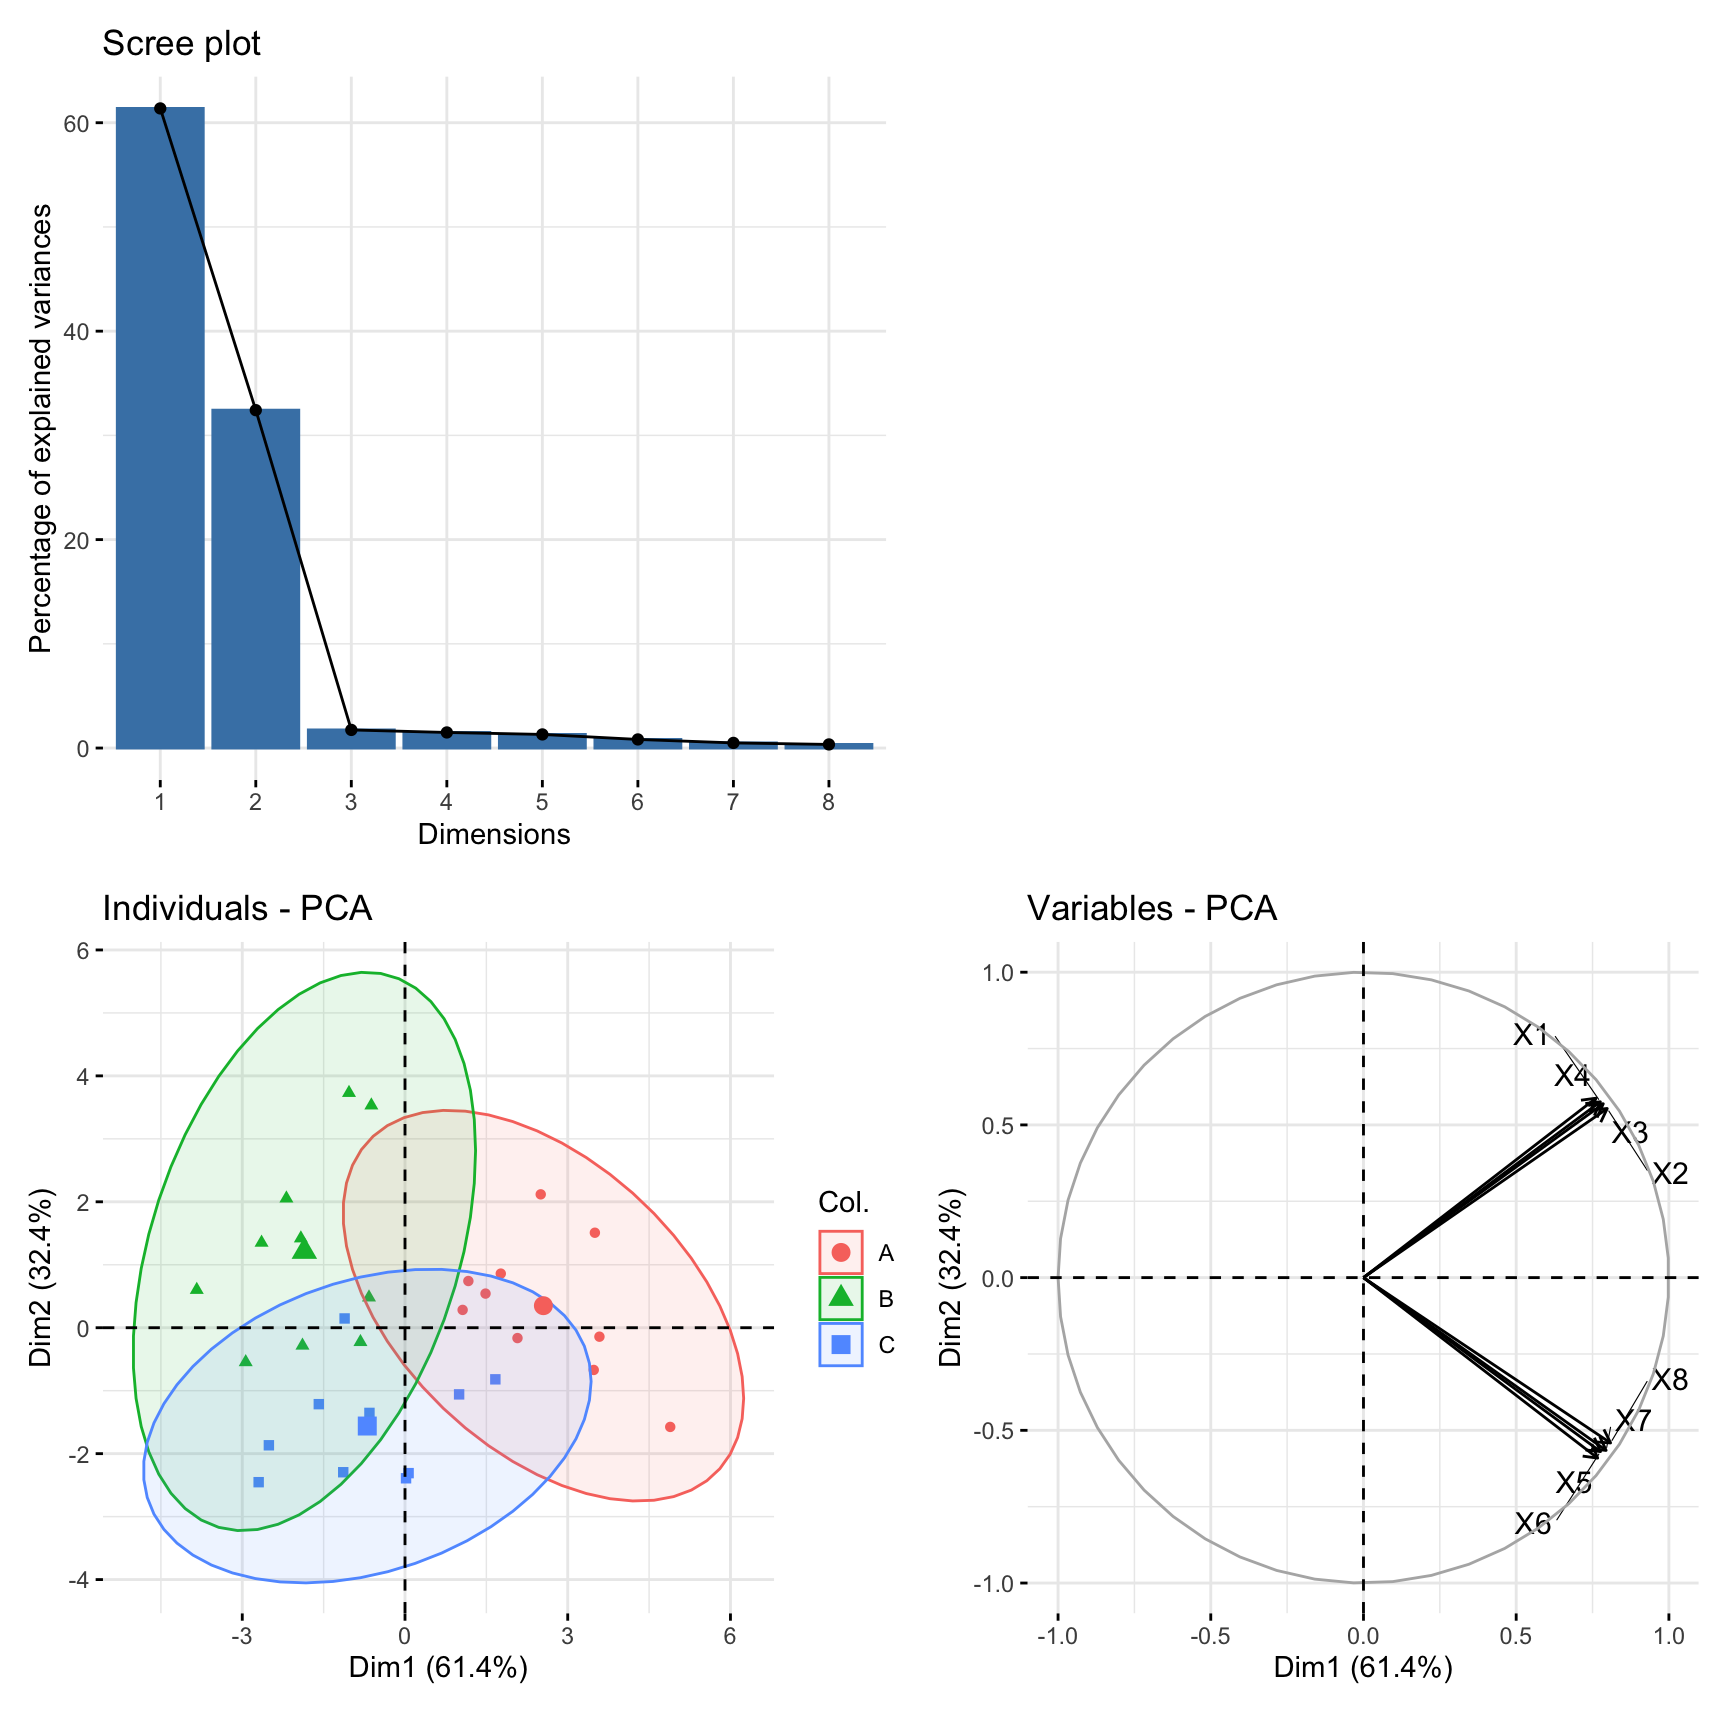 Scree plot
Percentage of explained variances
60
40
20
0
1 2 3 4 5 6 7 8
Dimensions
Individuals - PCA
Dim2 (32.4%)
6
4
2
0
-2
-4
-3 0 3 6
Dim1 (61.4%)
Col.
A
B
C
Variables - PCA
Dim2 (32.4%)
1.0
0.5
0.0
-0.5
-1.0
X1
X4
X3
X2
X8
X7
X5
X6
-1.0 -0.5 0.0 0.5 1.0
Dim1 (61.4%)